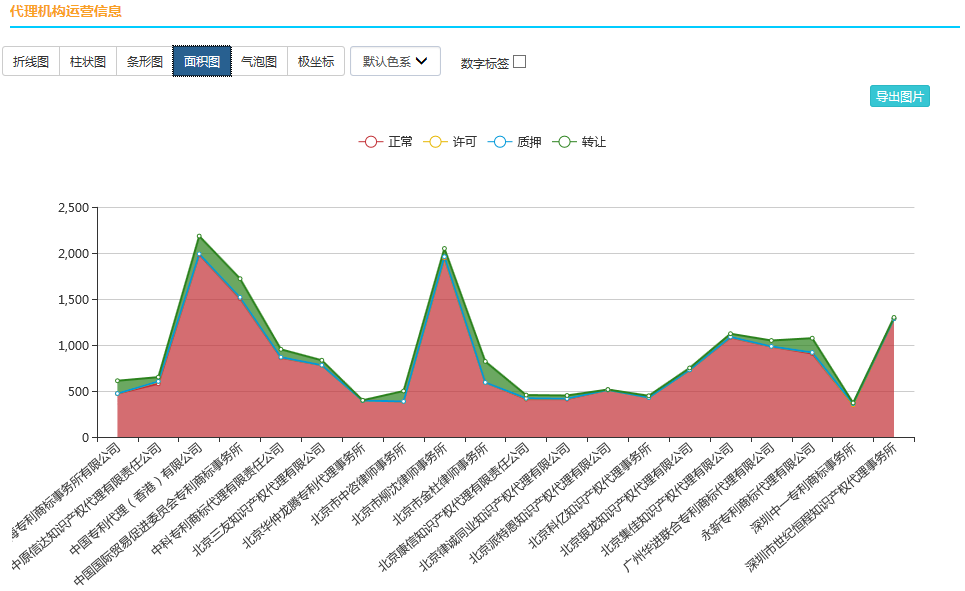 代理机构运营信息
折线图 柱状图 条形图 面积图 气泡图 极坐标 默认色系 数字标签
导出图片
正常 许可 质押 转让
2,500
2,000
1,500
1,000
500
0
专利商标事务所有限公司
中原信达知识产权代理有限责任公司
中国专利代理（香港）有限公司
中国国际贸易促进委员会专利商标事务所
中科专利商标代理有限责任公司
北京三友知识产权代理有限公司
北京华仲龙腾专利代理事务所
北京市中咨律师事务所
北京市柳沈律师事务所
北京市金杜律师事务所
北京康信知识产权代理有限责任公司
北京律诚同业知识产权代理有限公司
北京派特恩知识产权代理有限公司
北京科亿知识产权代理事务所
北京银龙知识产权代理有限公司
北京集佳知识产权代理有限公司
广州华进联合专利商标代理有限公司
永新专利商标代理有限公司
深圳中一专利商标事务所
深圳市世纪恒程知识产权代理事务所